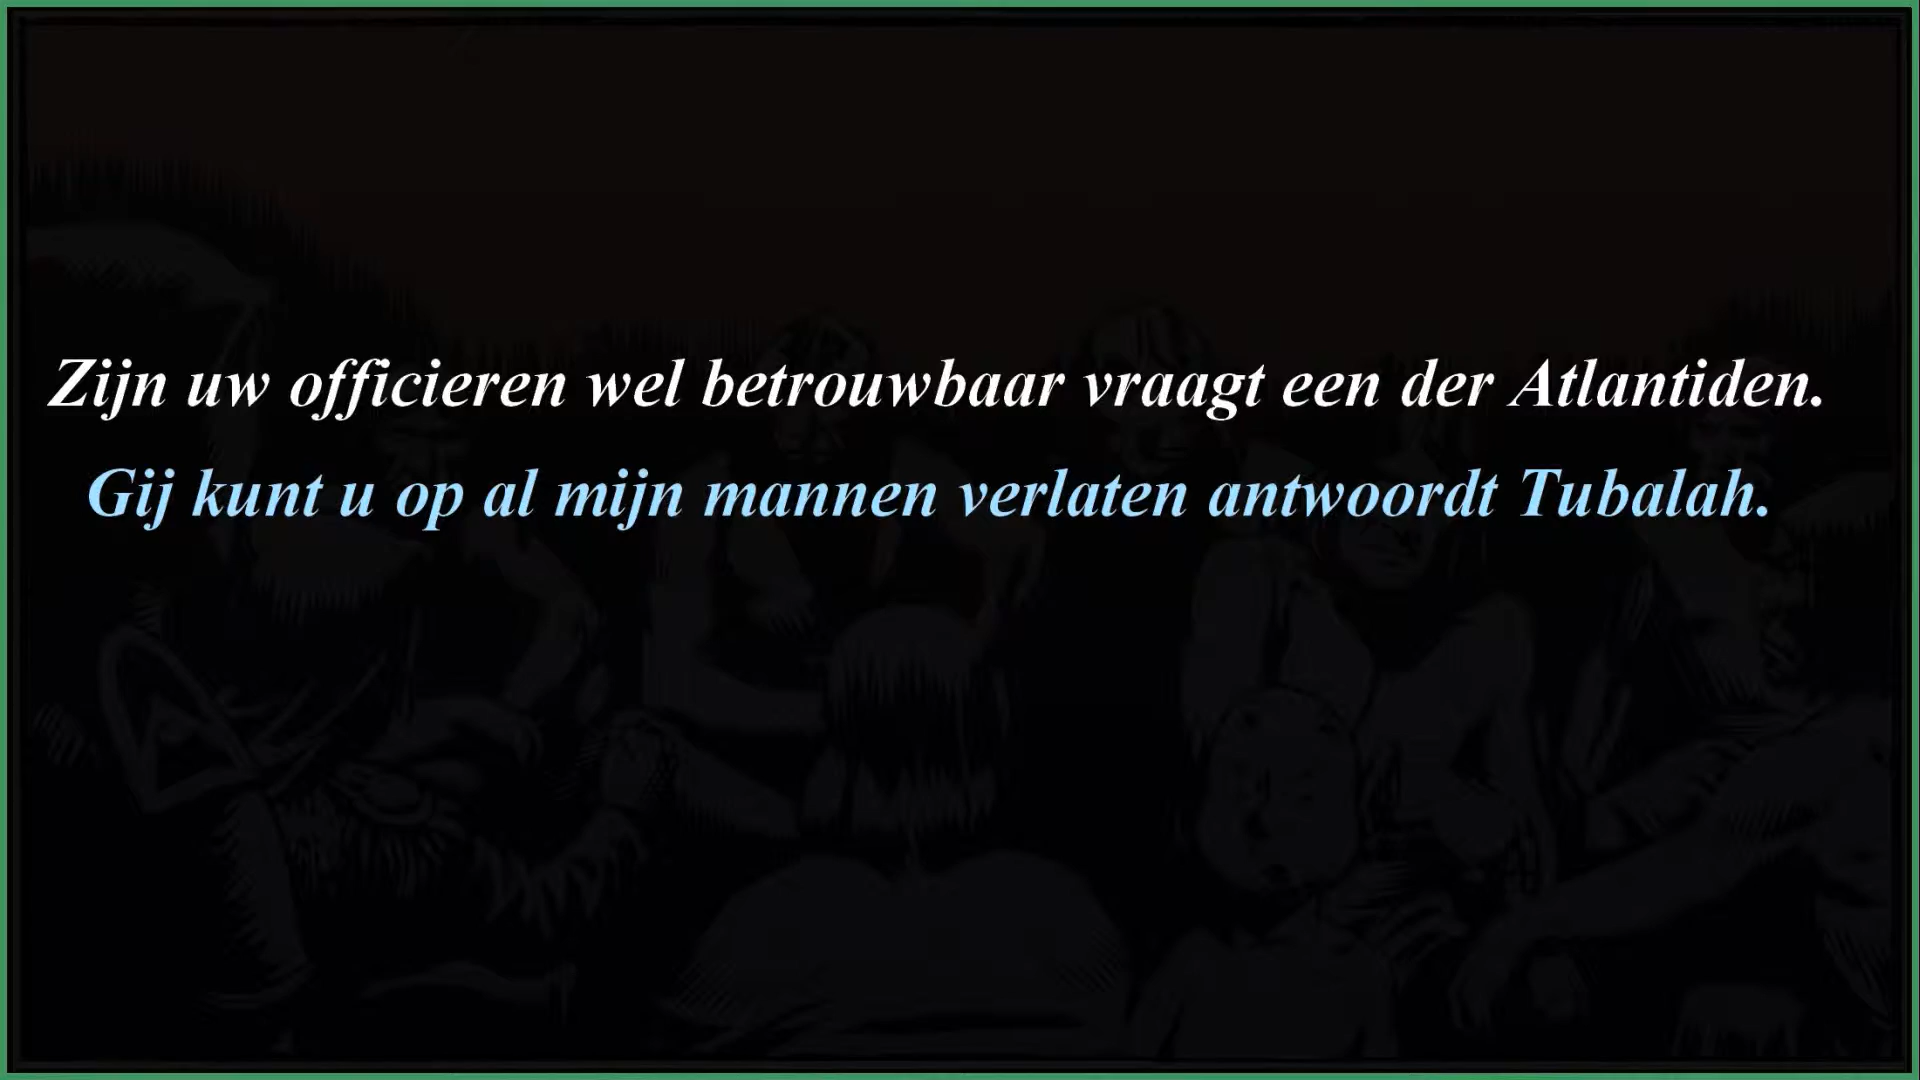 Zijn uw officieren wel betrouwbaar vraagt een der Atlantiden.
Gij kunt u op al mijn mannen verlaten antwoordt Tubalah.